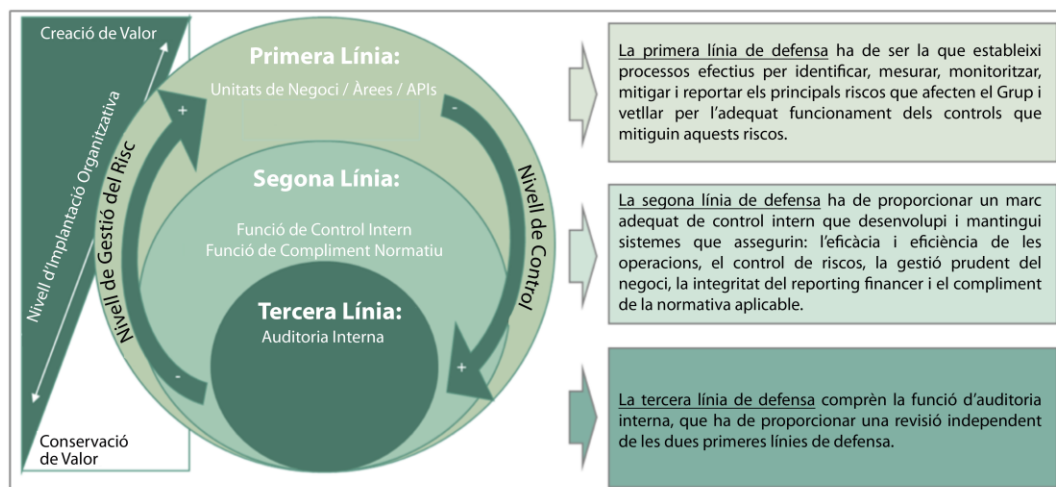 Creació de Valor
Nivell d'Implantació Organitzativa
Conservació
de Valor
Nivell de Gestió del Risc
+
-
Primera Línia:
Unitats de Negoci / Àrees / APIs
Segona Línia:
Funció de Control Intern
Funció de Compliment Normatiu
Tercera Línia:
Auditoria Interna
-
+
Nivell de Control
La primera línia de defensa ha de ser la que estableixi
processos efectius per identificar, mesurar, monitoritzar,
mitigar i reportar els principals riscos que afecten el Grup i
vetllar per l'adequat funcionament dels controls que
mitiguin aquests riscos.
La segona línia de defensa ha de proporcionar un marc
adequat de control intern que desenvolupi i mantingui
sistemes que assegurin: l'eficàcia i eficiència de les
operacions, el control de riscos, la gestió prudent del
negoci, la integritat del reporting financer i el compliment
de la normativa aplicable.
La tercera línia de defensa comprèn la funció d'auditoria
interna, que ha de proporcionar una revisió independent
de les dues primeres línies de defensa.